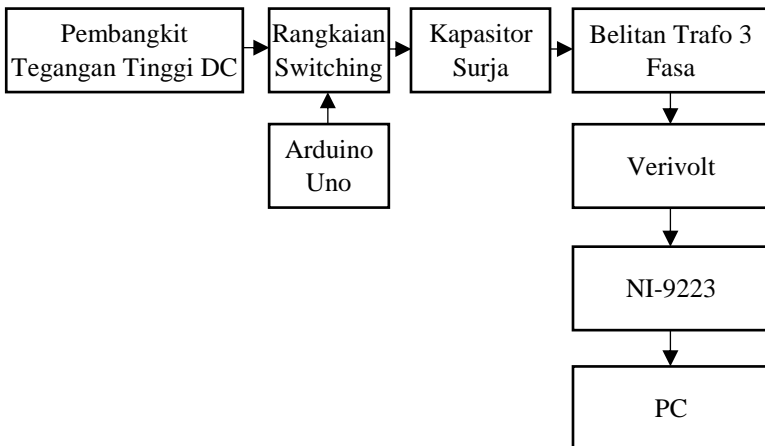 Pembangkit
Tegangan Tinggi DC
Rangkaian
Switching
Kapasitor
Surja
Belitan Trafo 3
Fasa
Arduino
Uno
Verivolt
NI-9223
PC